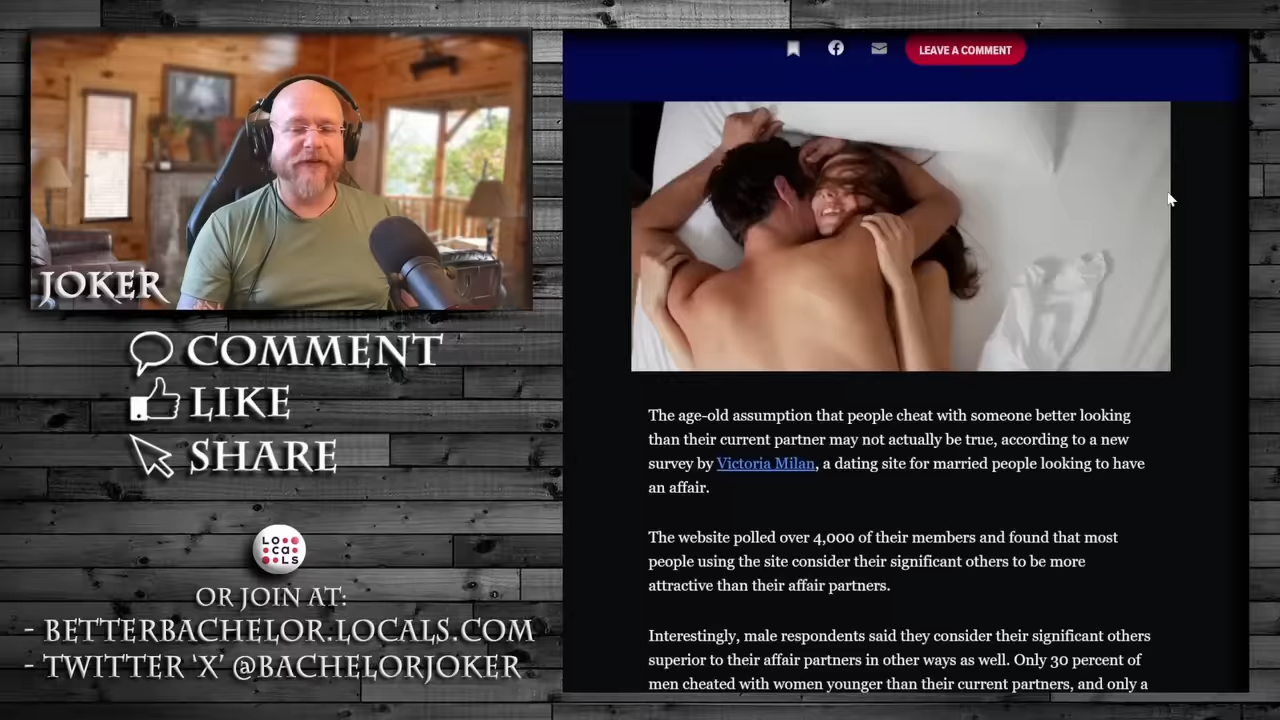 JOKER
COMMENT
LIKE
SHARE
LO
Ca
LS
OR JOIN AT:
- BETTERBACHELOR.LOCALS.COM
- TWITTER 'X' @BACHELORJOKER
LEAVE A COMMENT
The age-old assumption that people cheat with someone better looking
than their current partner may not actually be true, according to a new
survey by Victoria Milan, a dating site for married people looking to have
an affair.
The website polled over 4,000 of their members and found that most
people using the site consider their significant others to be more
attractive than their affair partners.
Interestingly, male respondents said they consider their significant others
superior to their affair partners in other ways as well. Only 30 percent of
men cheated with women younger than their current partners, and only a